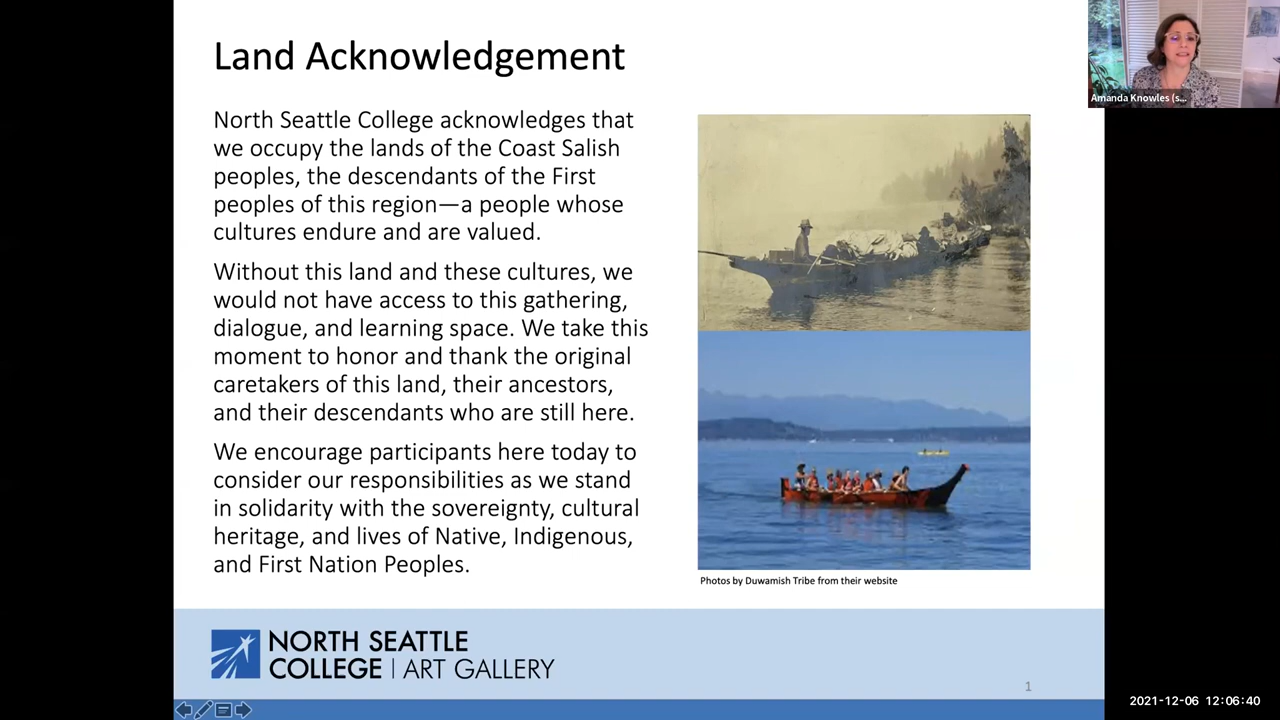 Land Acknowledgement
North Seattle College acknowledges that
we occupy the lands of the Coast Salish
peoples, the descendants of the First
peoples of this region—a people whose
cultures endure and are valued.
Without this land and these cultures, we
would not have access to this gathering,
dialogue, and learning space. We take this
moment to honor and thank the original
caretakers of this land, their ancestors,
and their descendants who are still here.
We encourage participants here today to
consider our responsibilities as we stand
in solidarity with the sovereignty, cultural
heritage, and lives of Native, Indigenous,
and First Nation Peoples.
Photos by Duwamish Tribe from their website
NORTH SEATTLE
COLLEGE | ART GALLERY
1
Amanda Knowles (s...
2021-12-06 12:06:40